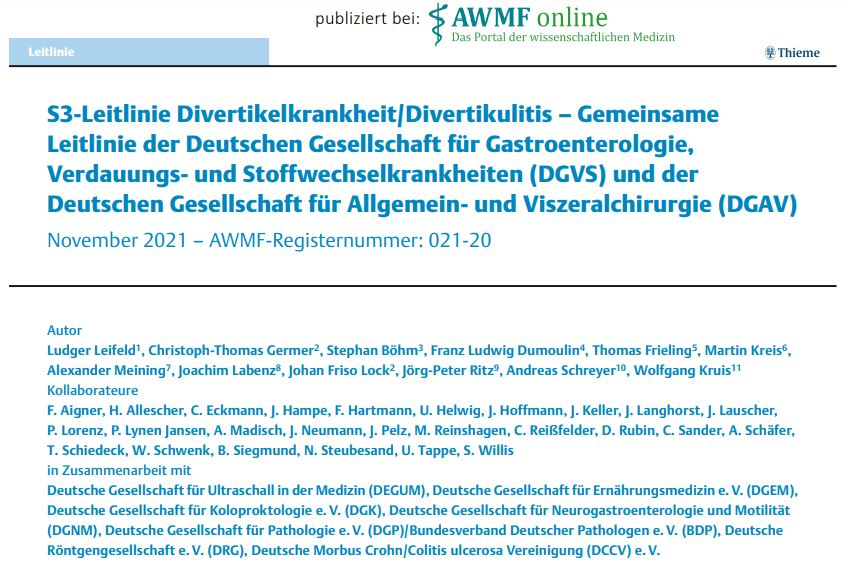 publiziert bei: AWMF online
Das Portal der wissenschaftlichen Medizin
Leitlinie
Thieme
S3-Leitlinie Divertikelkrankheit/Divertikulitis – Gemeinsame
Leitlinie der Deutschen Gesellschaft für Gastroenterologie,
Verdauungs- und Stoffwechselkrankheiten (DGVS) und der
Deutschen Gesellschaft für Allgemein- und Viszeralchirurgie (DGAV)
November 2021 – AWMF-Registernummer: 021-20
Autor
Ludger Leifeld¹, Christoph-Thomas Germer², Stephan Böhm³, Franz Ludwig Dumoulin⁴, Thomas Frieling⁵, Martin Kreis⁶,
Alexander Meining⁷, Joachim Labenz⁸, Johan Friso Lock², Jörg-Peter Ritz⁹, Andreas Schreyer¹⁰, Wolfgang Kruis¹¹
Kollaborateure
F. Aigner, H. Allescher, C. Eckmann, J. Hampe, F. Hartmann, U. Helwig, J. Hoffmann, J. Keller, J. Langhorst, J. Lauscher,
P. Lorenz, P. Lynen Jansen, A. Madisch, J. Neumann, J. Pelz, M. Reinshagen, C. Reißfelder, D. Rubin, C. Sander, A. Schäfer,
T. Schiedeck, W. Schwenk, B. Siegmund, N. Steubesand, U. Tappe, S. Willis
in Zusammenarbeit mit
Deutsche Gesellschaft für Ultraschall in der Medizin (DEGUM), Deutsche Gesellschaft für Ernährungsmedizin e. V. (DGEM),
Deutsche Gesellschaft für Koloproktologie e. V. (DGK), Deutsche Gesellschaft für Neurogastroenterologie und Motilität
(DGNM), Deutsche Gesellschaft für Pathologie e. V. (DGP)/Bundesverband Deutscher Pathologen e. V. (BDP), Deutsche
Röntgengesellschaft e. V. (DRG), Deutsche Morbus Crohn/Colitis ulcerosa Vereinigung (DCCV) e. V.